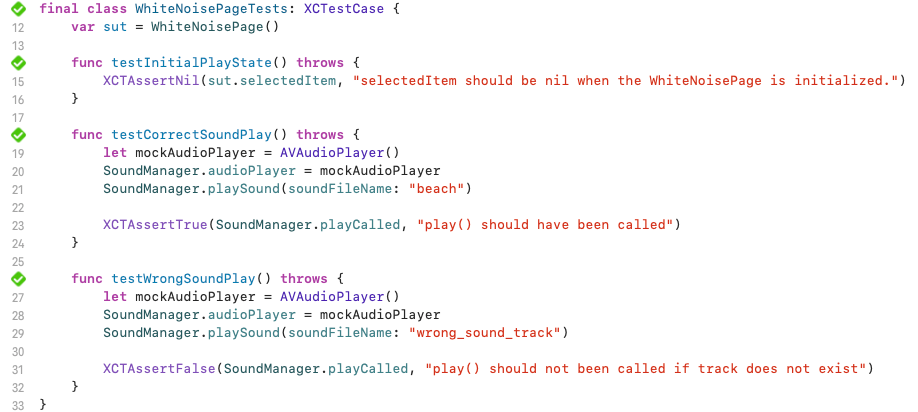 final class WhiteNoisePageTests: XCTestCase {
12 var sut = WhiteNoisePage()
13
func testInitialPlayState() throws {
15 XCTAssertNil(sut.selectedItem, "selectedItem should be nil when the WhiteNoisePage is initialized.")
16 }
17
func testCorrectSoundPlay() throws {
19 let mockAudioPlayer = AVAudioPlayer()
20 SoundManager.audioPlayer = mockAudioPlayer
21 SoundManager.playSound(soundFileName: "beach")
22
23 XCTAssertTrue(SoundManager.playCalled, "play() should have been called")
24 }
25
func testWrongSoundPlay() throws {
27 let mockAudioPlayer = AVAudioPlayer()
28 SoundManager.audioPlayer = mockAudioPlayer
29 SoundManager.playSound(soundFileName: "wrong_sound_track")
30
31 XCTAssertFalse(SoundManager.playCalled, "play() should not been called if track does not exist")
32 }
33 }